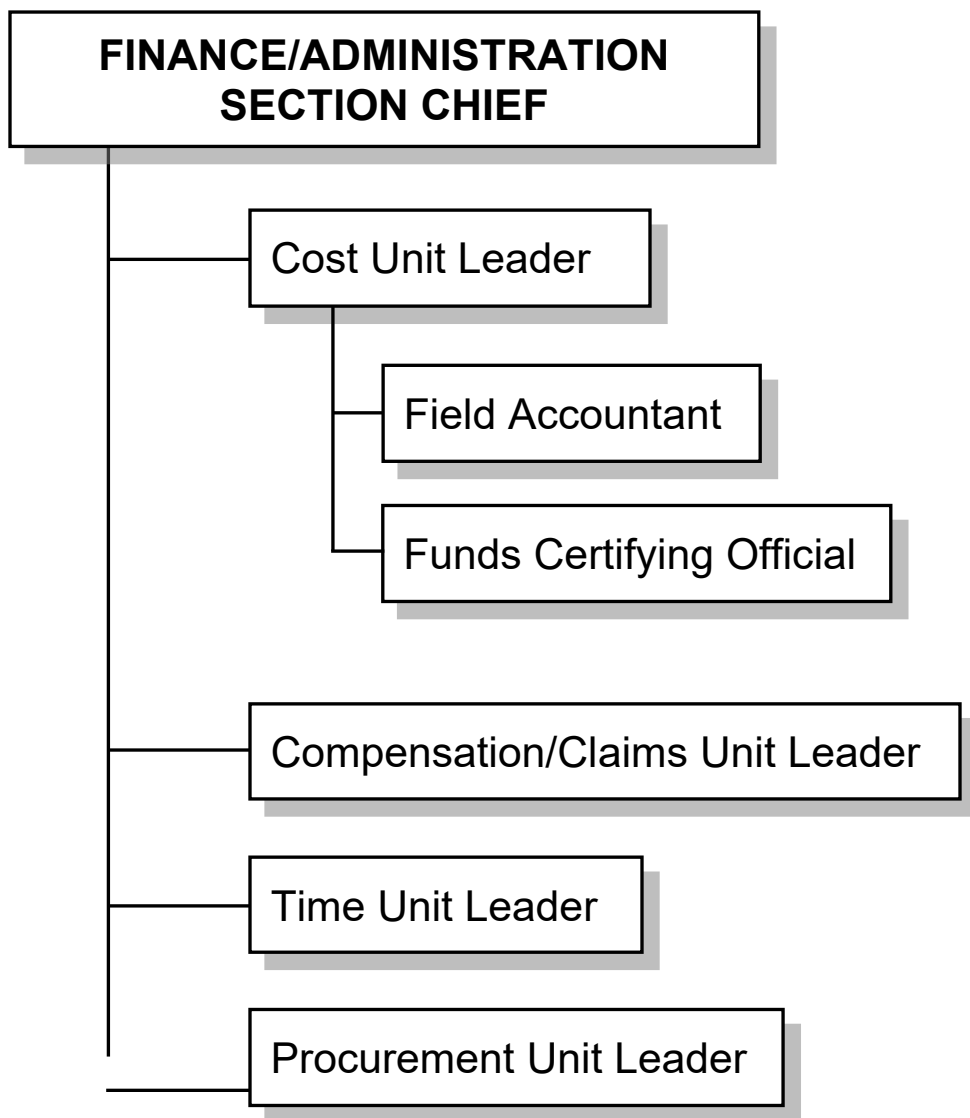 FINANCE/ADMINISTRATION
SECTION CHIEF
Cost Unit Leader
Field Accountant
Funds Certifying Official
Compensation/Claims Unit Leader
Time Unit Leader
Procurement Unit Leader